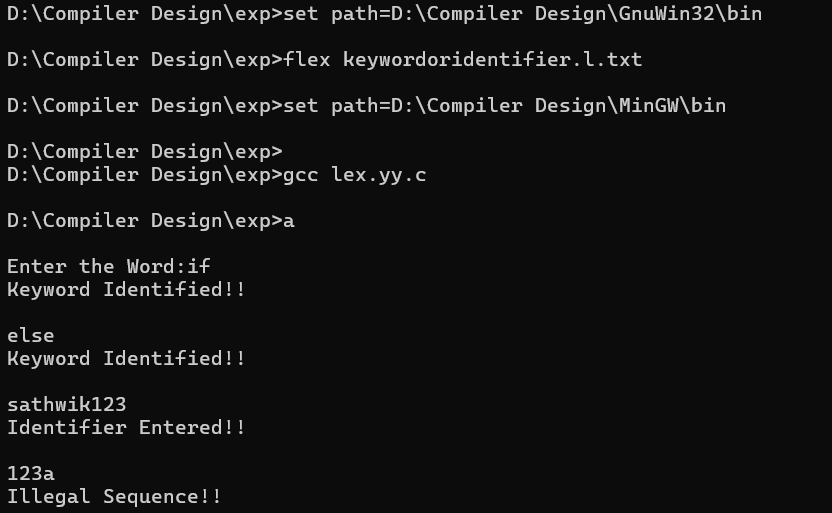 D:\Compiler Design\exp>set path=D:\Compiler Design\GnuWin32\bin
D:\Compiler Design\exp>flex keywordoridentifier.l.txt
D:\Compiler Design\exp>set path=D:\Compiler Design\MinGW\bin
D:\Compiler Design\exp>
D:\Compiler Design\exp>gcc lex.yy.c
D:\Compiler Design\exp>a
Enter the Word:if
Keyword Identified!!
else
Keyword Identified!!
sathwik123
Identifier Entered!!
123a
Illegal Sequence!!